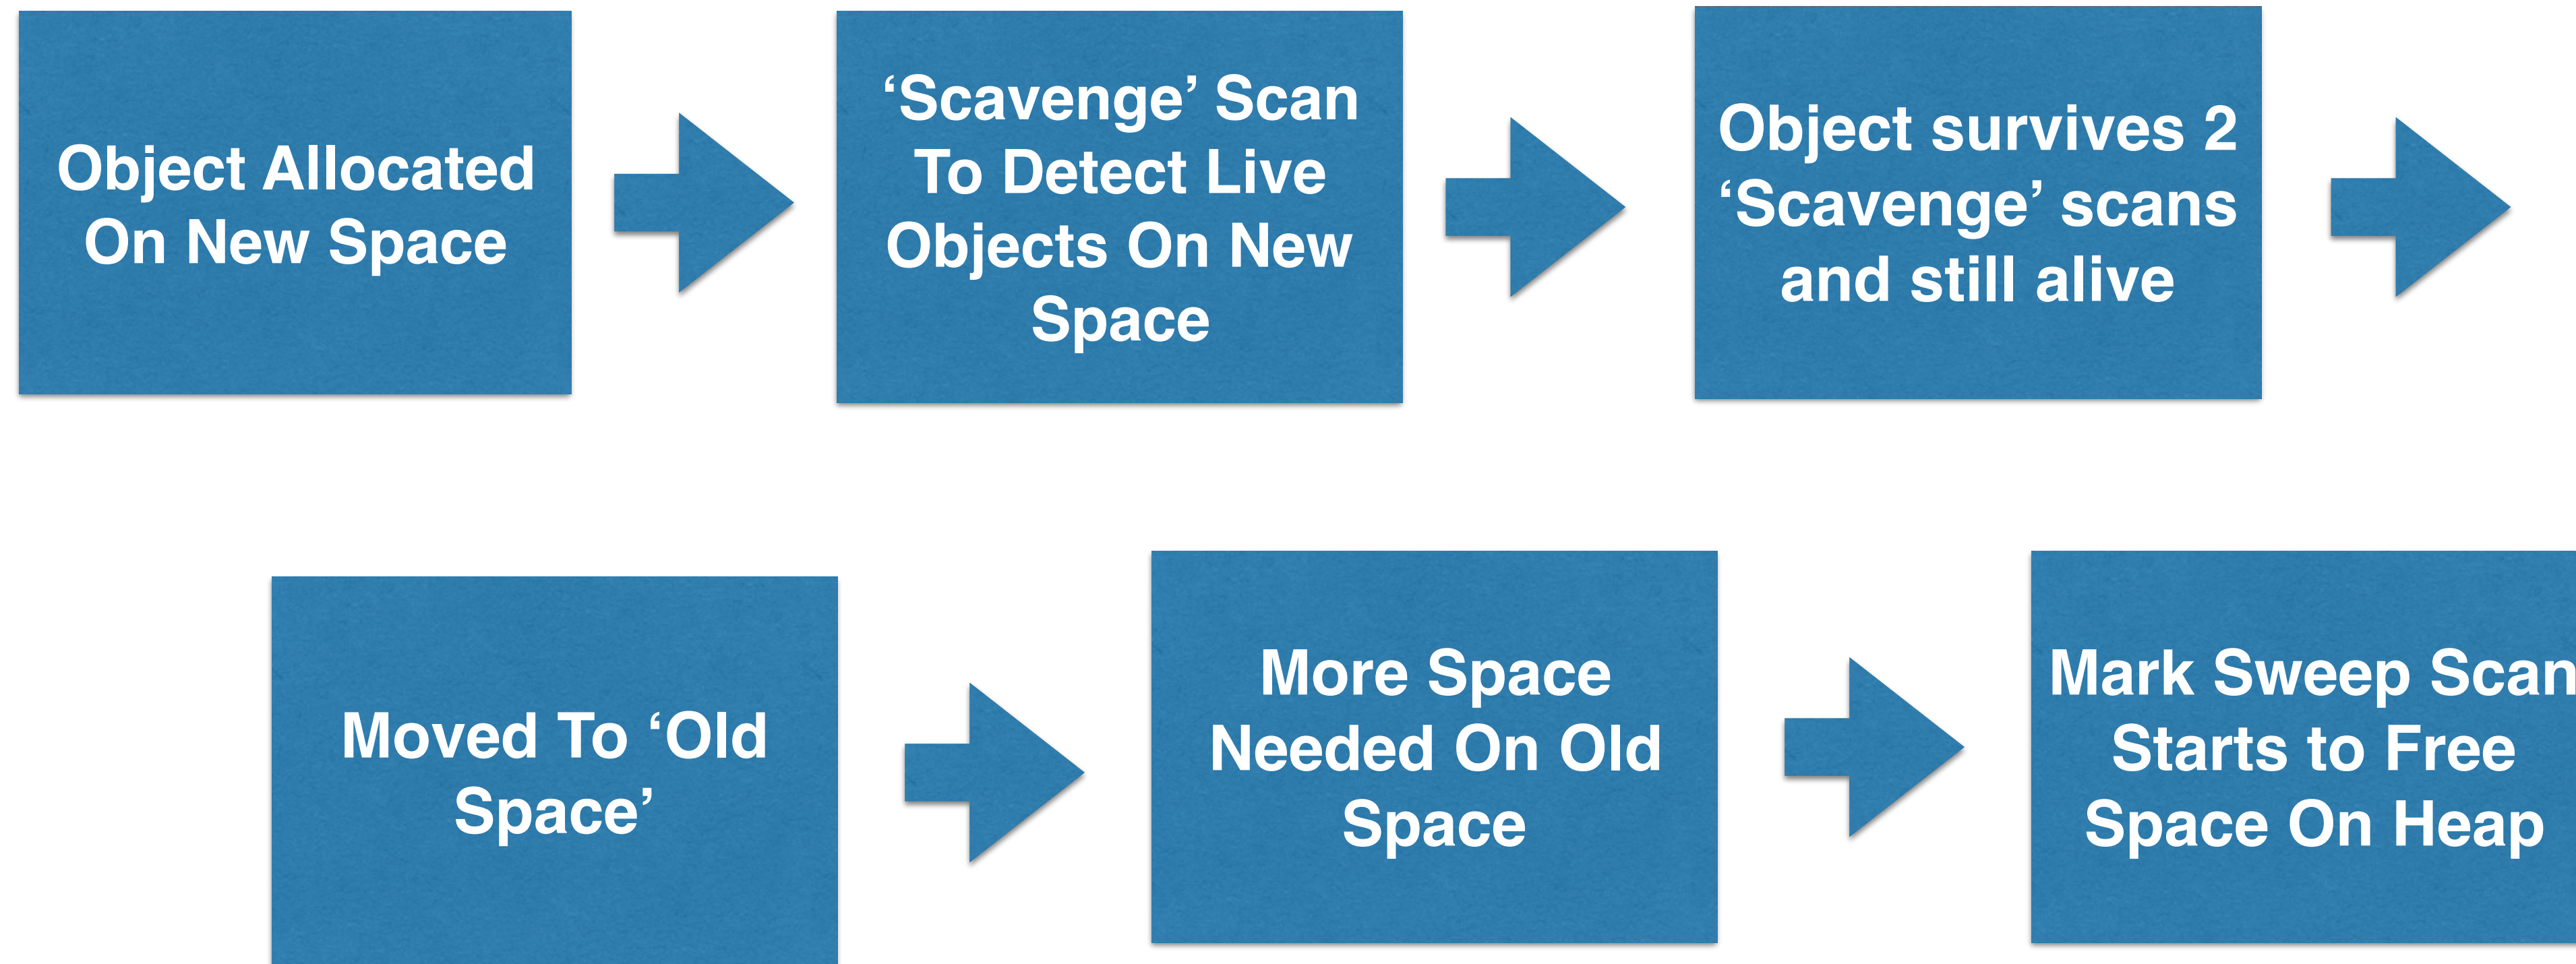 Object Allocated
On New Space
‘Scavenge’ Scan
To Detect Live
Objects On New
Space
Object survives 2
‘Scavenge’ scans
and still alive
Moved To ‘Old
Space’
More Space
Needed On Old
Space
Mark Sweep Scan
Starts to Free
Space On Heap